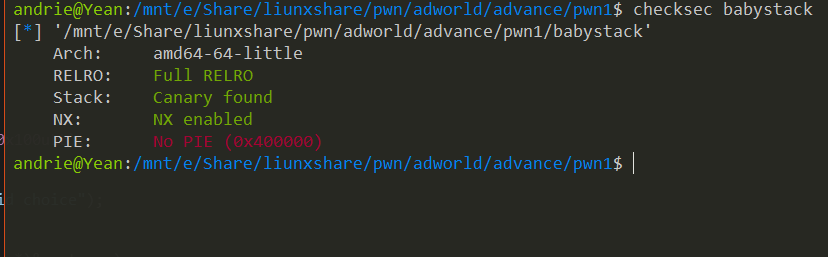 andrie@Yean:/mnt/e/Share/liunxshare/pwn/adworld/advance/pwn1$ checksec babystack
[*] '/mnt/e/Share/liunxshare/pwn/adworld/advance/pwn1/babystack'
    Arch:     amd64-64-little
    RELRO:    Full RELRO
    Stack:    Canary found
    NX:       NX enabled
    PIE:      No PIE (0x400000)
andrie@Yean:/mnt/e/Share/liunxshare/pwn/adworld/advance/pwn1$